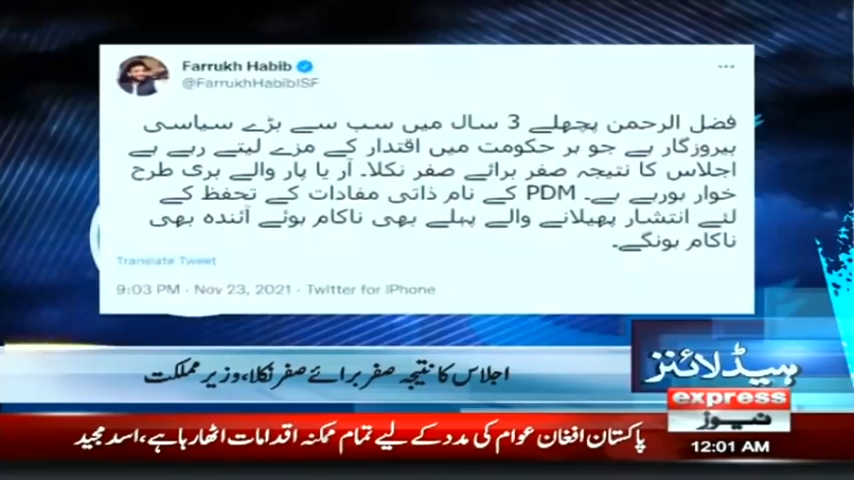 Farrukh Habib
@FarrukhHabibISF
فضل الرحمن پچھلے 3 سال میں سب سے بڑے سیاسی
بیروزگار ہے جو ہر حکومت میں اقتدار کے مزے لیتے رہے ہے
اجلاس کا نتیجہ صفر برائے صفر نکلا۔ آر یا پار والے بری طرح
خوار ہورہے ہے۔ PDM کے نام ذاتی مفادات کے تحفظ کے
لئے انتشار پھیلانے والے پہلے بھی ناکام ہوئے آئندہ بھی
ناکام ہونگے۔
Translate Tweet
9:03 PM · Nov 23, 2021 · Twitter for iPhone
ہیڈلائنز
اجلاس کا نتیجہ صفر برائے صفر نکلا، وزیر مملکت
express
نیوز
پاکستان افغان عوام کی مدد کے لیے تمام ممکنہ اقدامات اٹھا رہا ہے، اسد مجید
12:01 AM